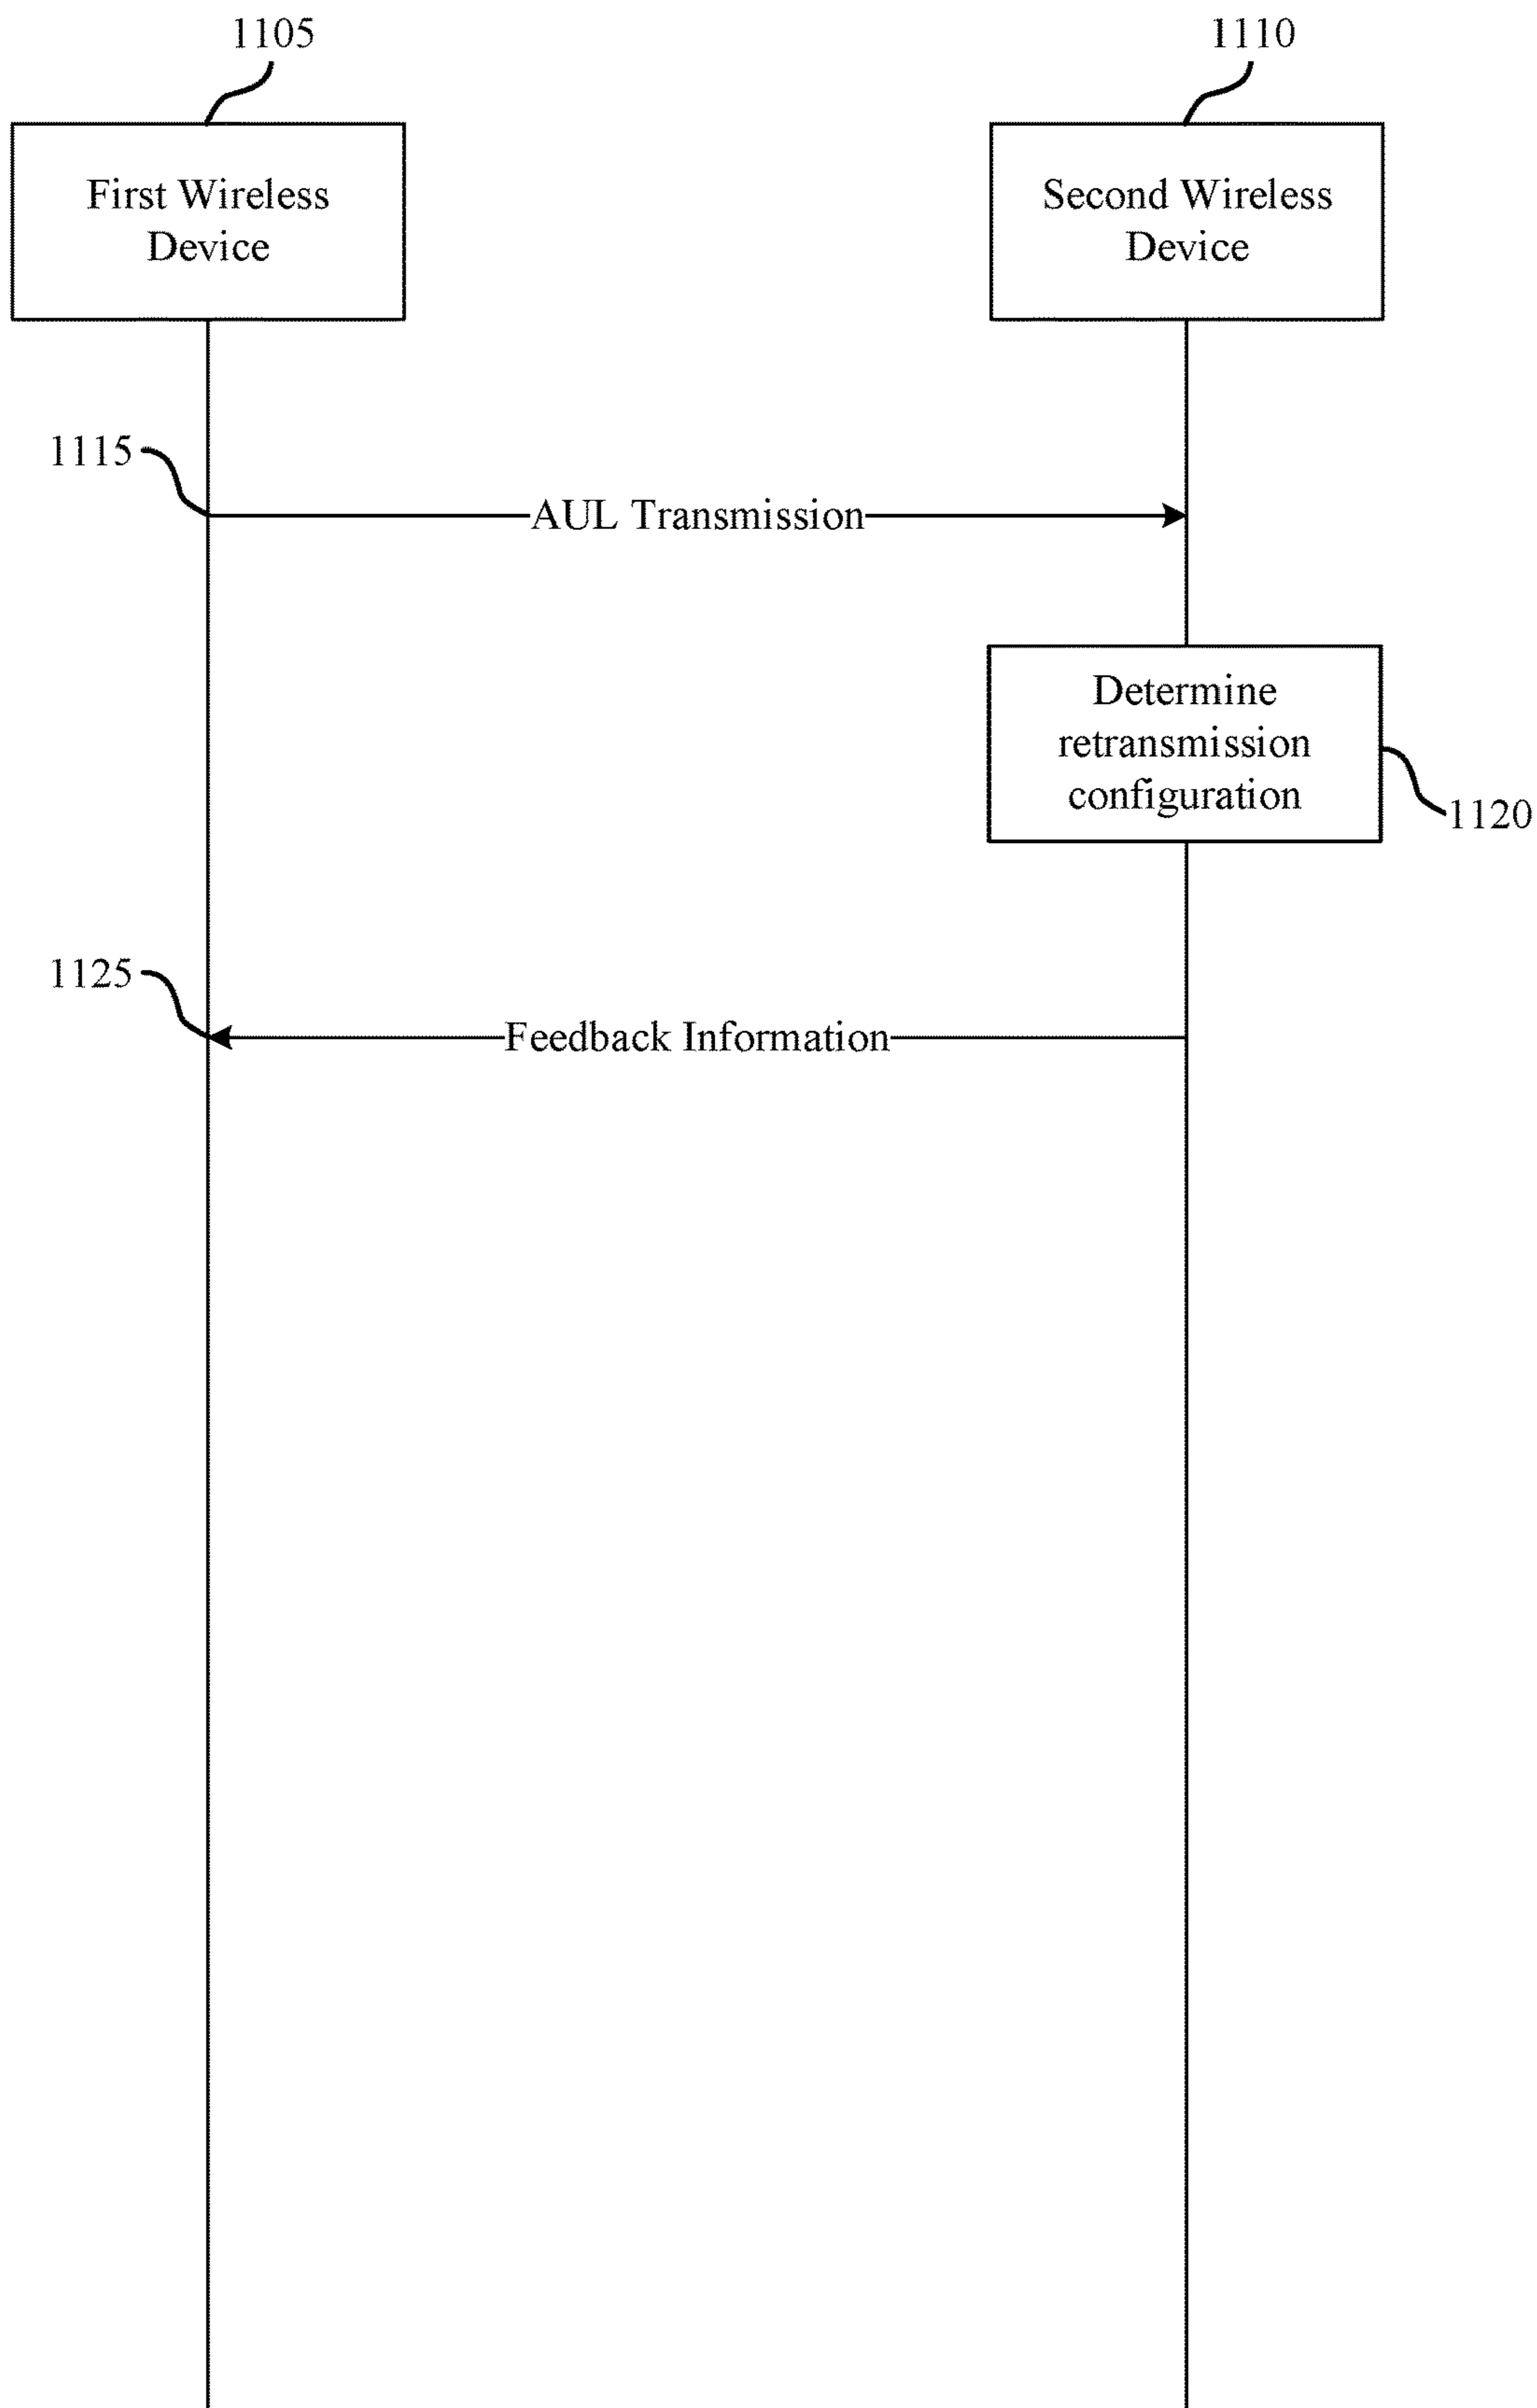 1105
1110
First Wireless
Device
Second Wireless
Device
1115
AUL Transmission
Determine
retransmission
configuration
1120
1125
Feedback Information